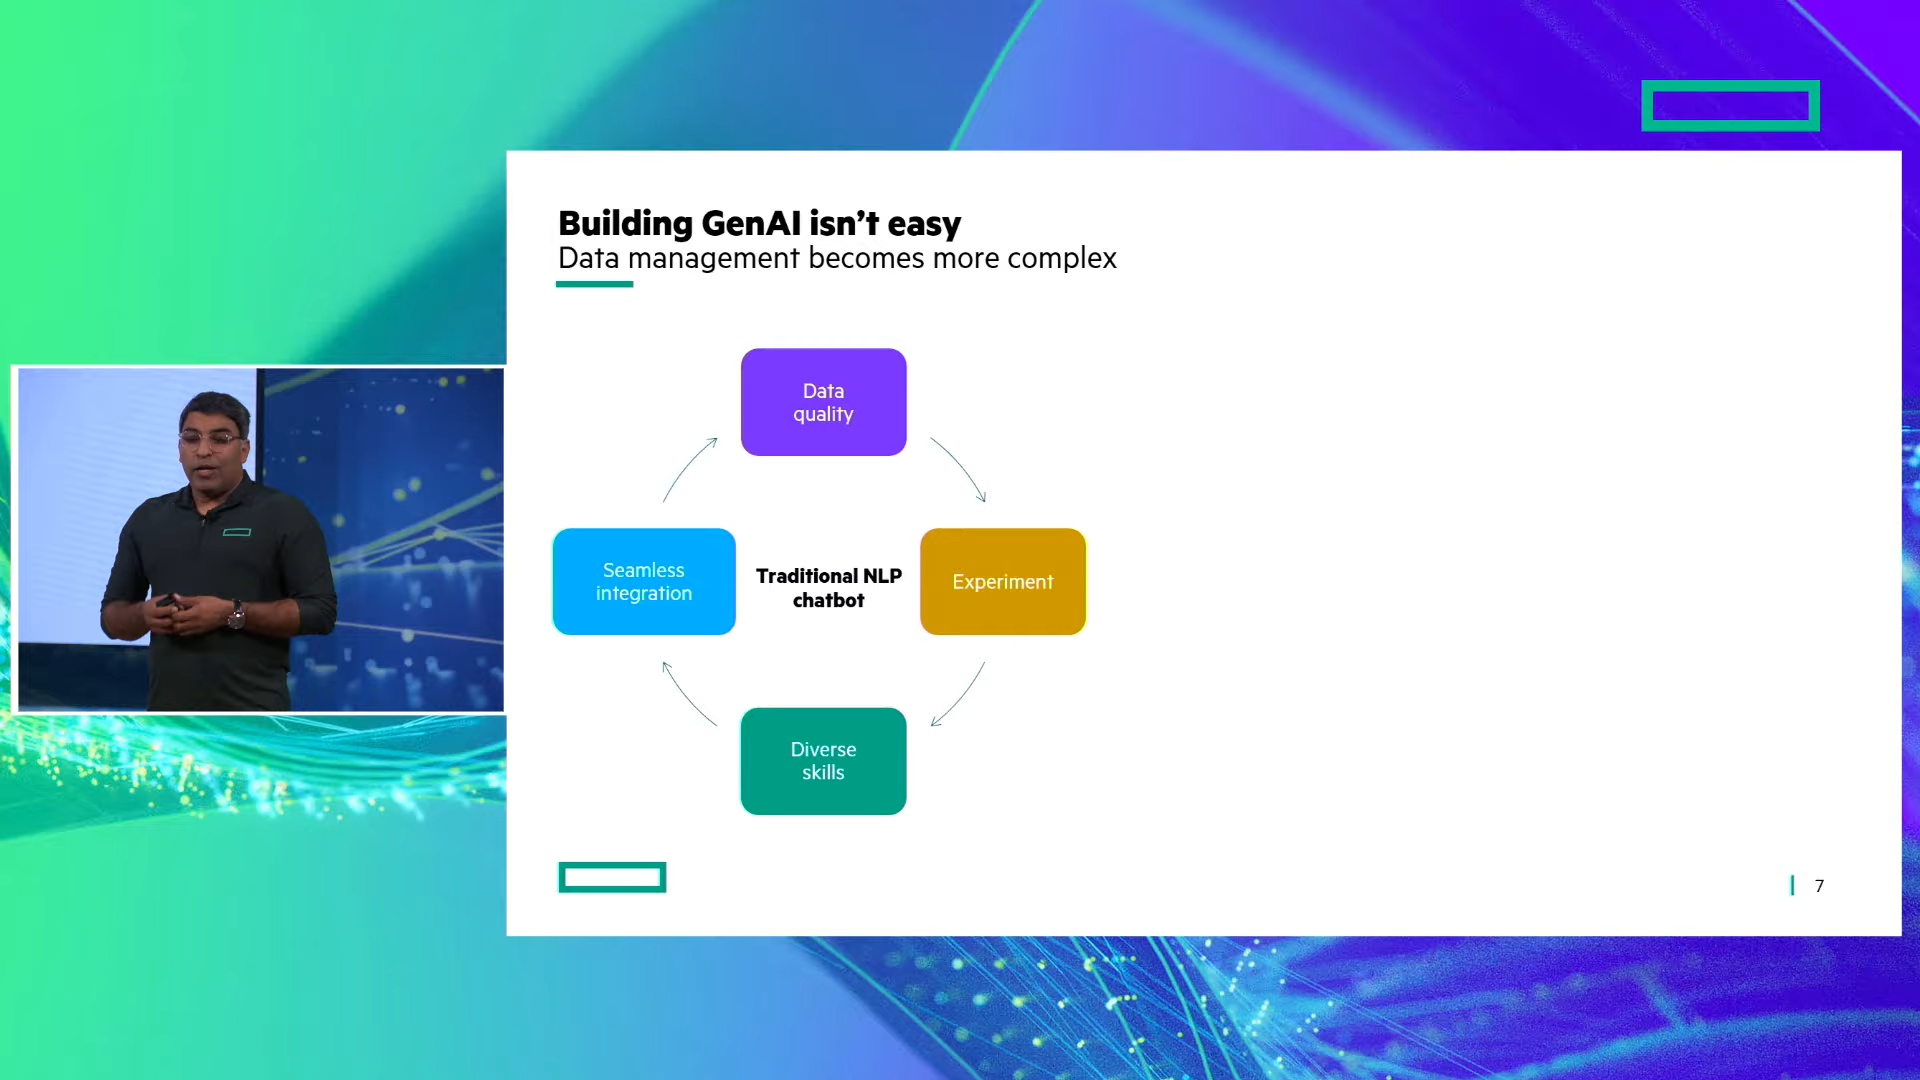 Building GenAI isn’t easy
Data management becomes more complex
Data
quality
Seamless
integration
Traditional NLP
chatbot
Experiment
Diverse
skills
7